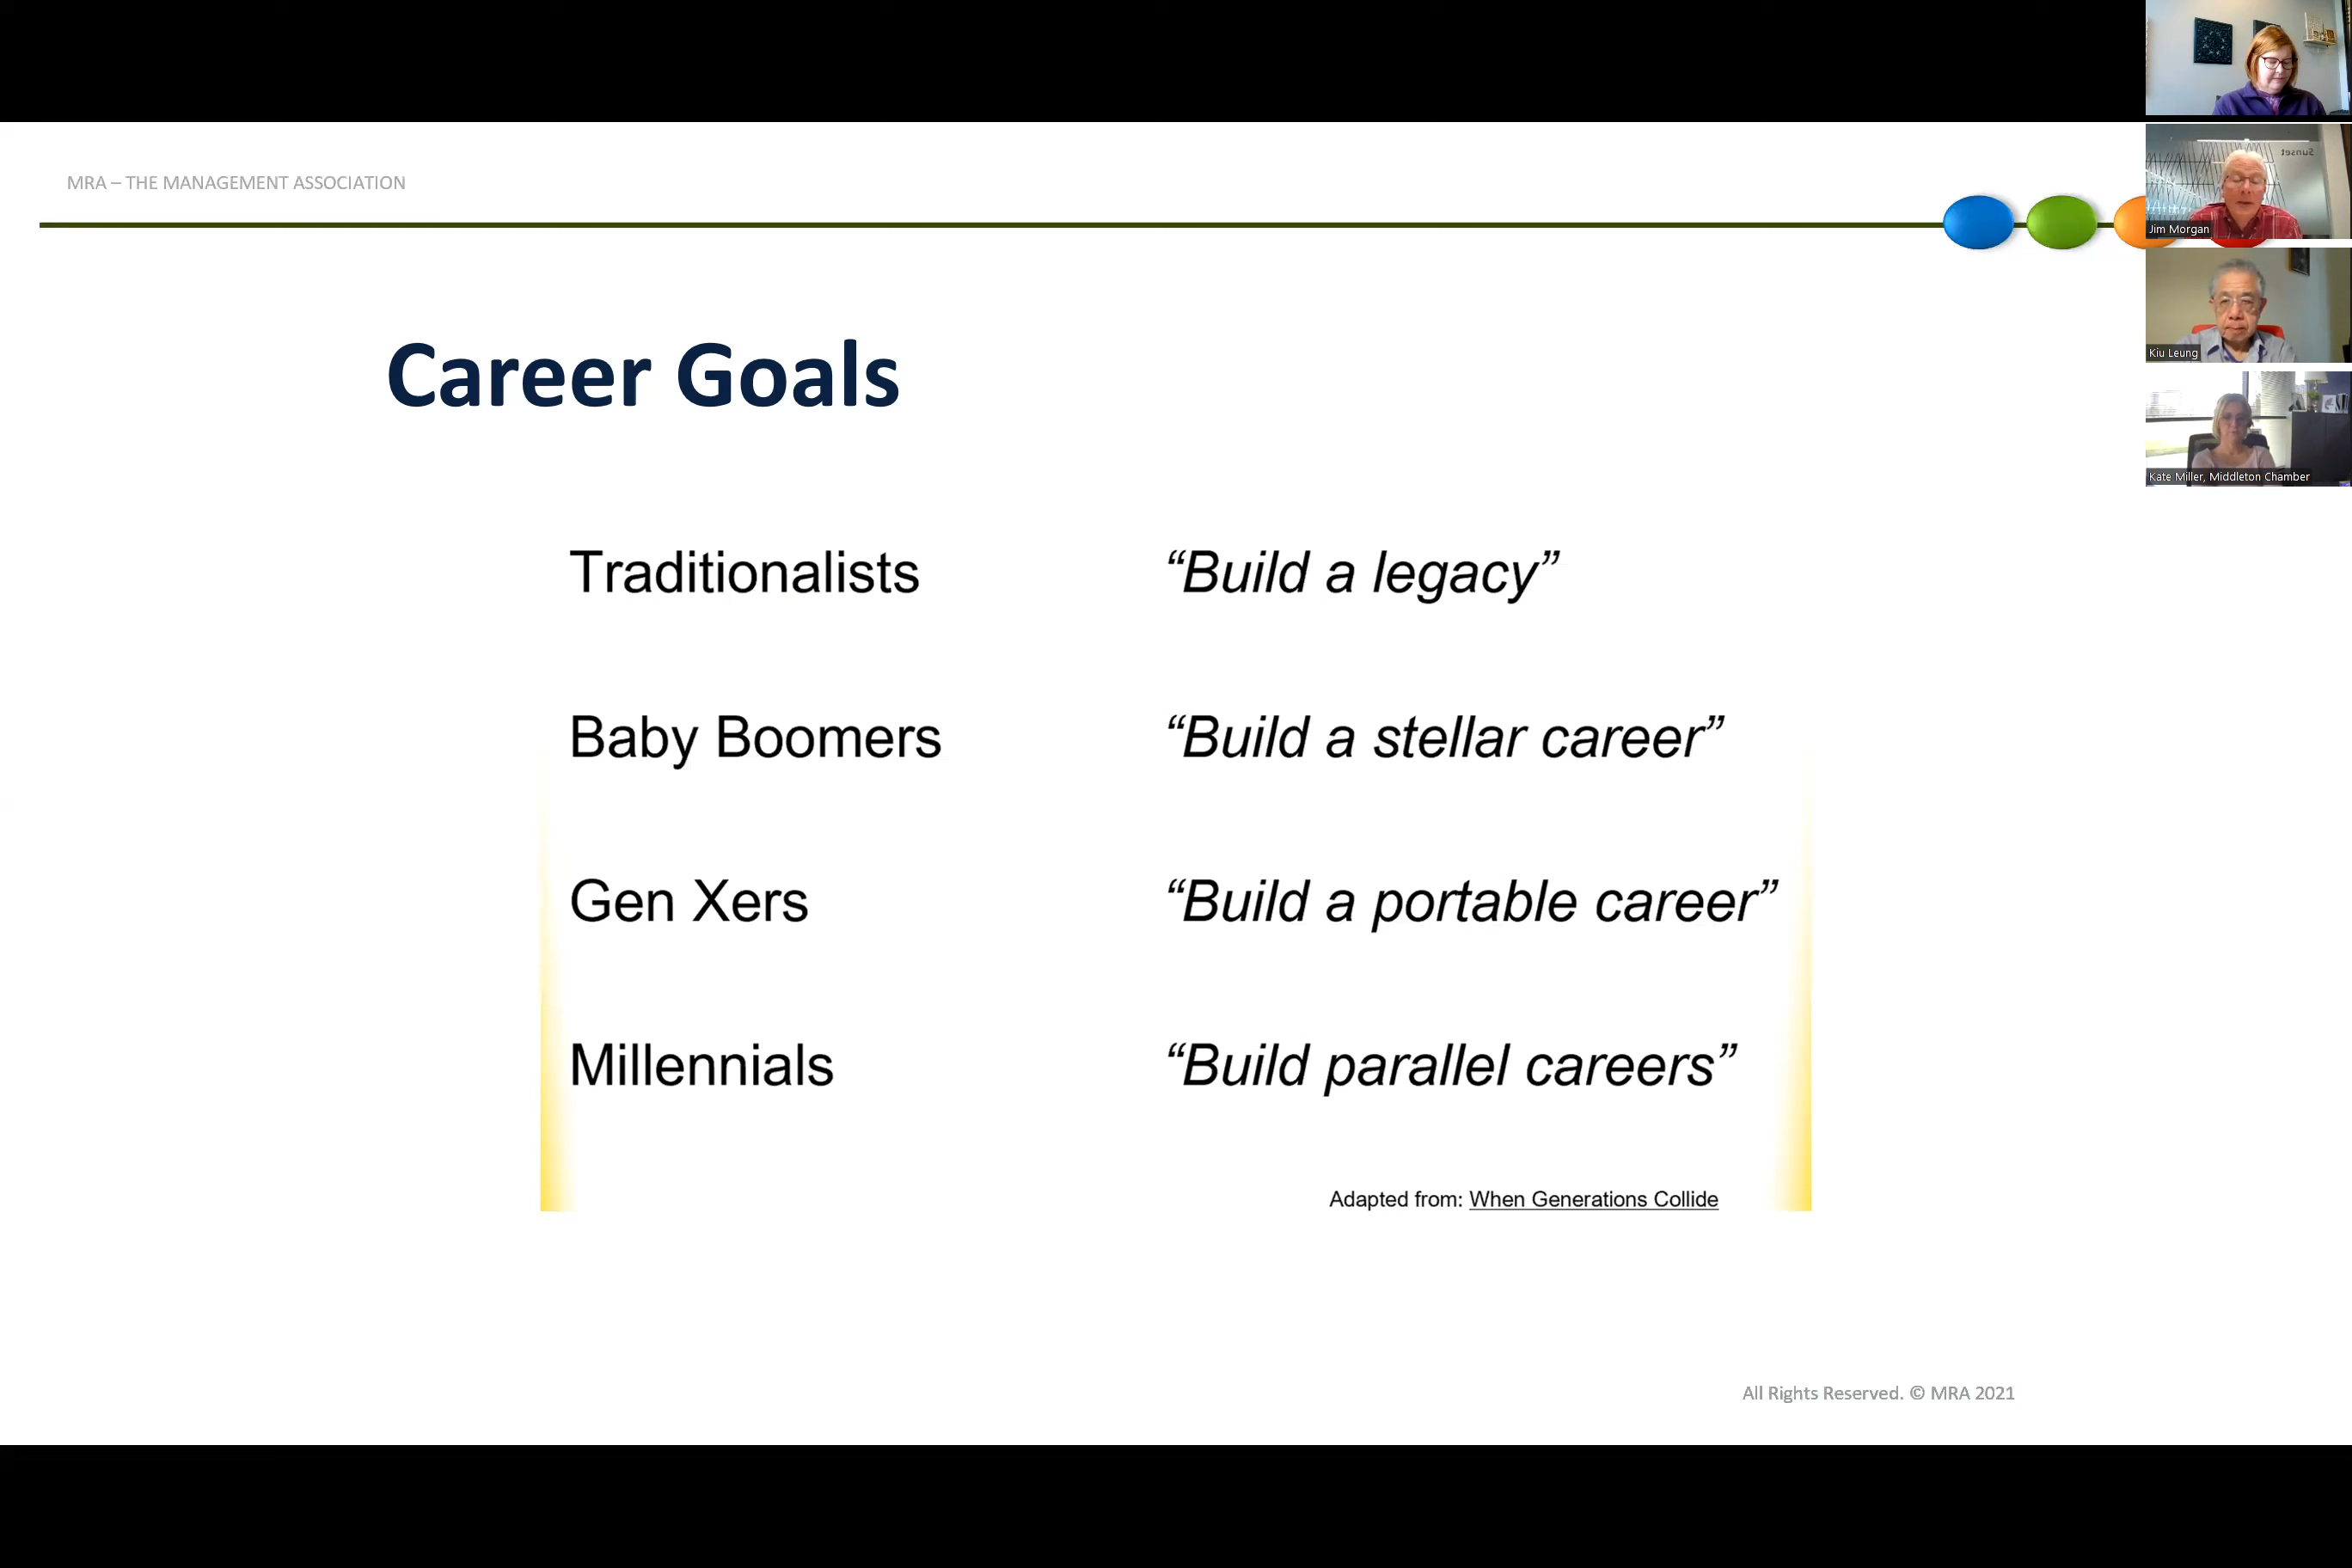 MRA – THE MANAGEMENT ASSOCIATION
Sunset
Jim Morgan
Kiu Leung
Kate Miller, Middleton Chamber
Career Goals
Traditionalists “Build a legacy”
Baby Boomers “Build a stellar career”
Gen Xers “Build a portable career”
Millennials “Build parallel careers”
Adapted from: When Generations Collide
All Rights Reserved. © MRA 2021